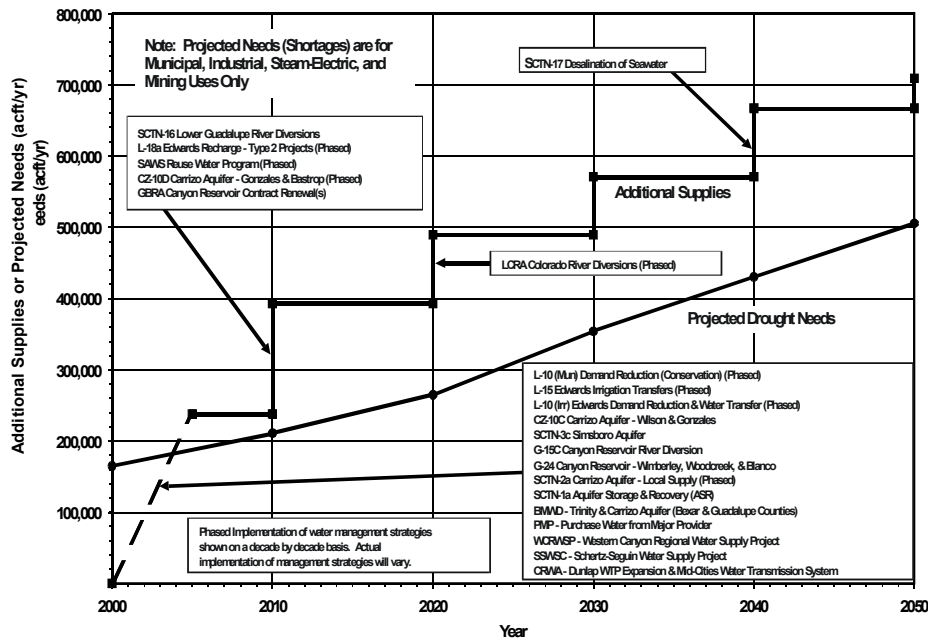 800,000
700,000
600,000
500,000
400,000
300,000
200,000
100,000
0
Additional Supplies or Projected Needs (acft/yr)
eeds (acft/yr)
Note: Projected Needs (Shortages) are for
Municipal, Industrial, Steam-Electric, and
Mining Uses Only
SCTN-17 Desalination of Seawater
SCTN-16 Lower Guadalupe River Diversions
L-18a Edwards Recharge - Type 2 Projects (Phased)
SAWS Reuse Water Program (Phased)
CZ-10D Carrizo Aquifer - Gonzales & Bastrop (Phased)
GBRA Canyon Reservoir Contract Renewal(s)
Additional Supplies
LCRA Colorado River Diversions (Phased)
Projected Drought Needs
L-10 (Mun) Demand Reduction (Conservation) (Phased)
L-15 Edwards Irrigation Transfers (Phased)
L-10 (Irr) Edwards Demand Reduction & Water Transfer (Phased)
CZ-10C Carrizo Aquifer - Wilson & Gonzales
SCTN-3c Simsboro Aquifer
G-15C Canyon Reservoir River Diversion
G-24 Canyon Reservoir - Wimberley, Woodcreek, & Blanco
SCTN-2a Carrizo Aquifer - Local Supply (Phased)
SCTN-1a Aquifer Storage & Recovery (ASR)
BMWD - Trinity & Carrizo Aquifer (Bexar & Guadalupe Counties)
PMP - Purchase Water from Major Provider
WCRWSP - Western Canyon Regional Water Supply Project
SSWSC - Schertz-Seguin Water Supply Project
CRWA - Dunlap WTP Expansion & Mid-Cities Water Transmission System
Phased Implementation of water management strategies
shown on a decade by decade basis. Actual
implementation of management strategies will vary.
2000 2010 2020 2030 2040 2050
Year